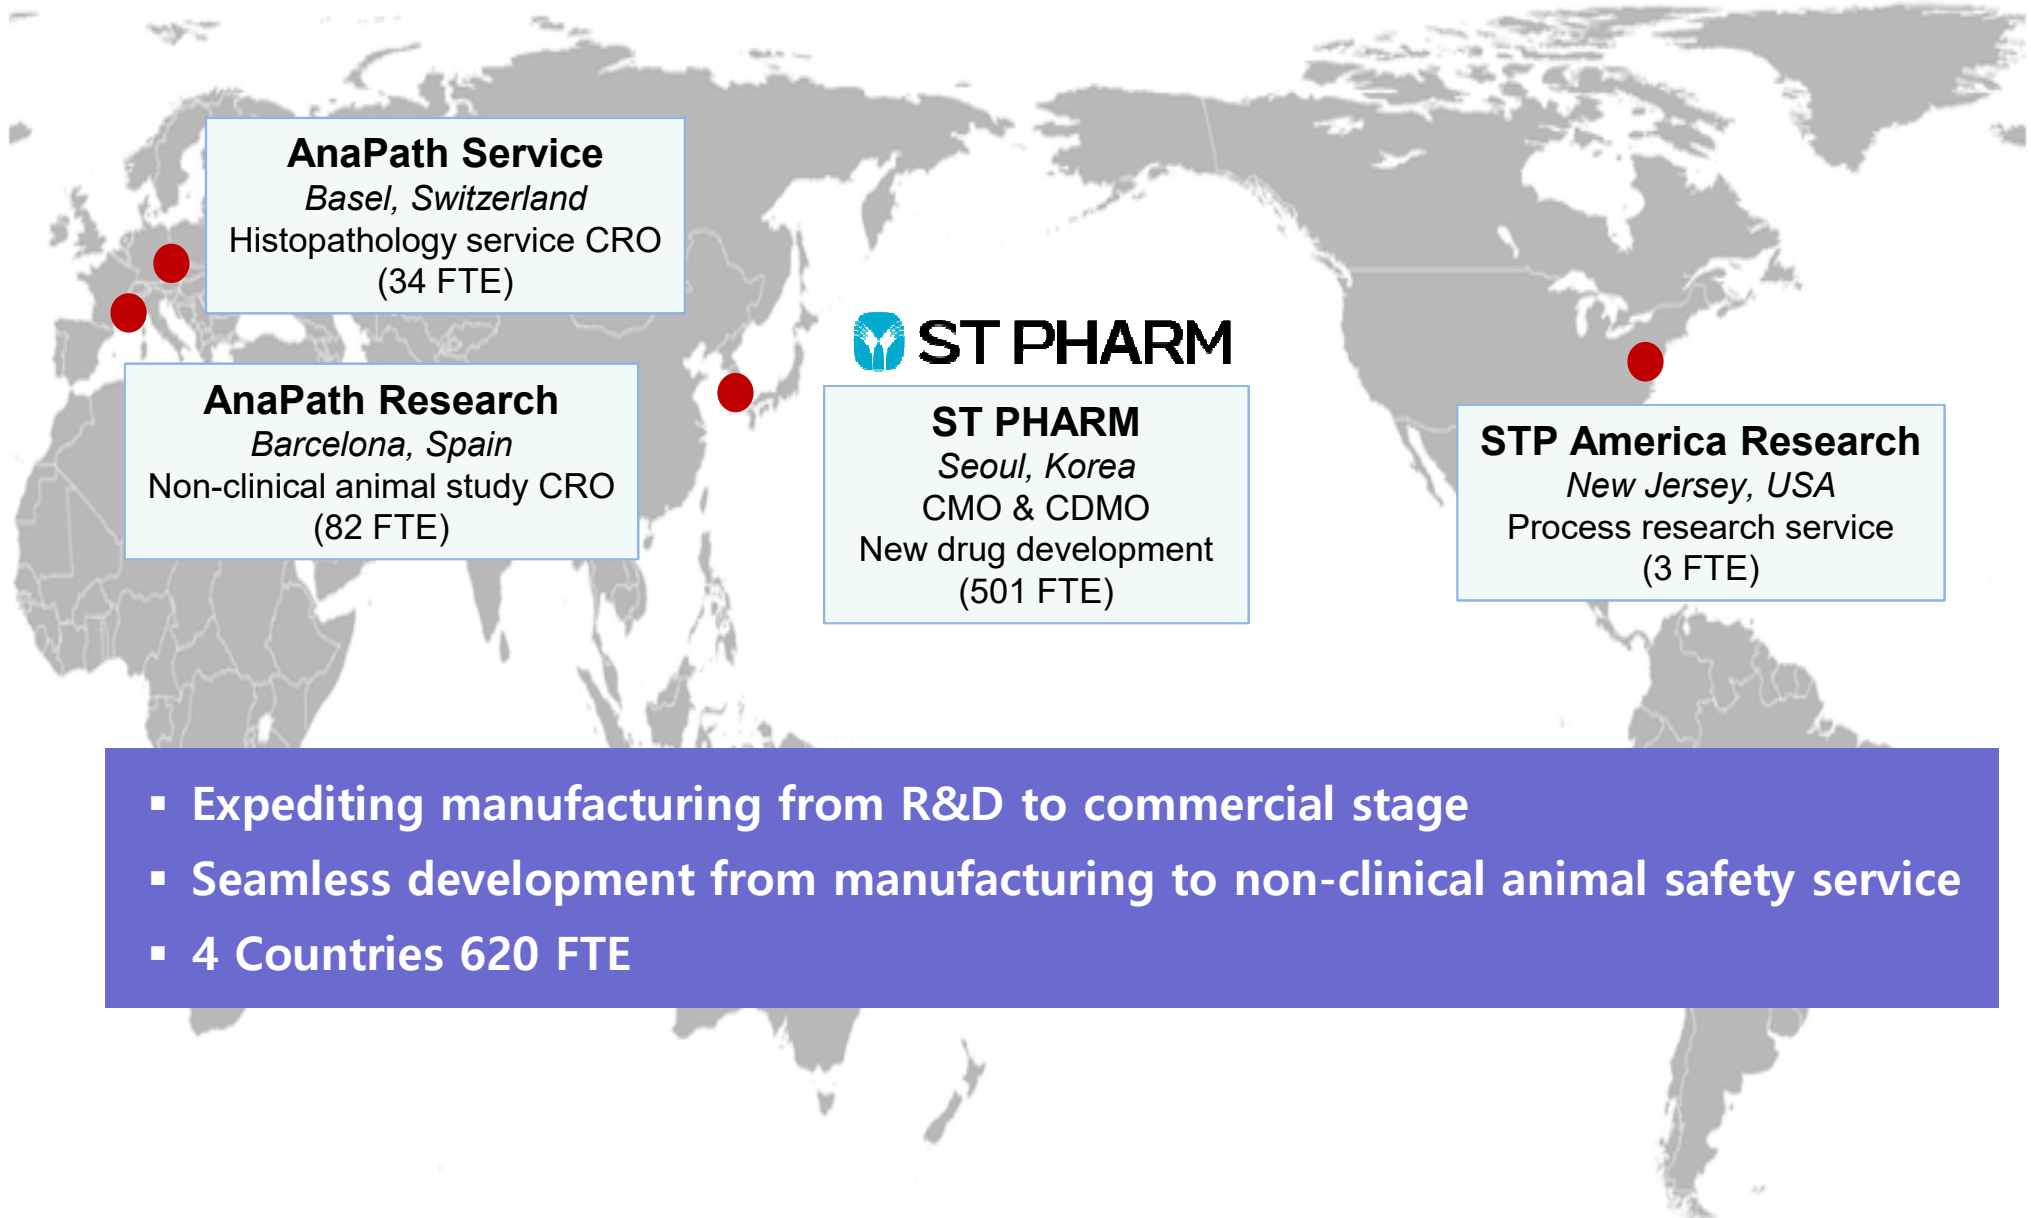 AnaPath Service
Basel, Switzerland
Histopathology service CRO
(34 FTE)
AnaPath Research
Barcelona, Spain
Non-clinical animal study CRO
(82 FTE)
ST PHARM
ST PHARM
Seoul, Korea
CMO & CDMO
New drug development
(501 FTE)
STP America Research
New Jersey, USA
Process research service
(3 FTE)
▪ Expediting manufacturing from R&D to commercial stage
▪ Seamless development from manufacturing to non-clinical animal safety service
▪ 4 Countries 620 FTE